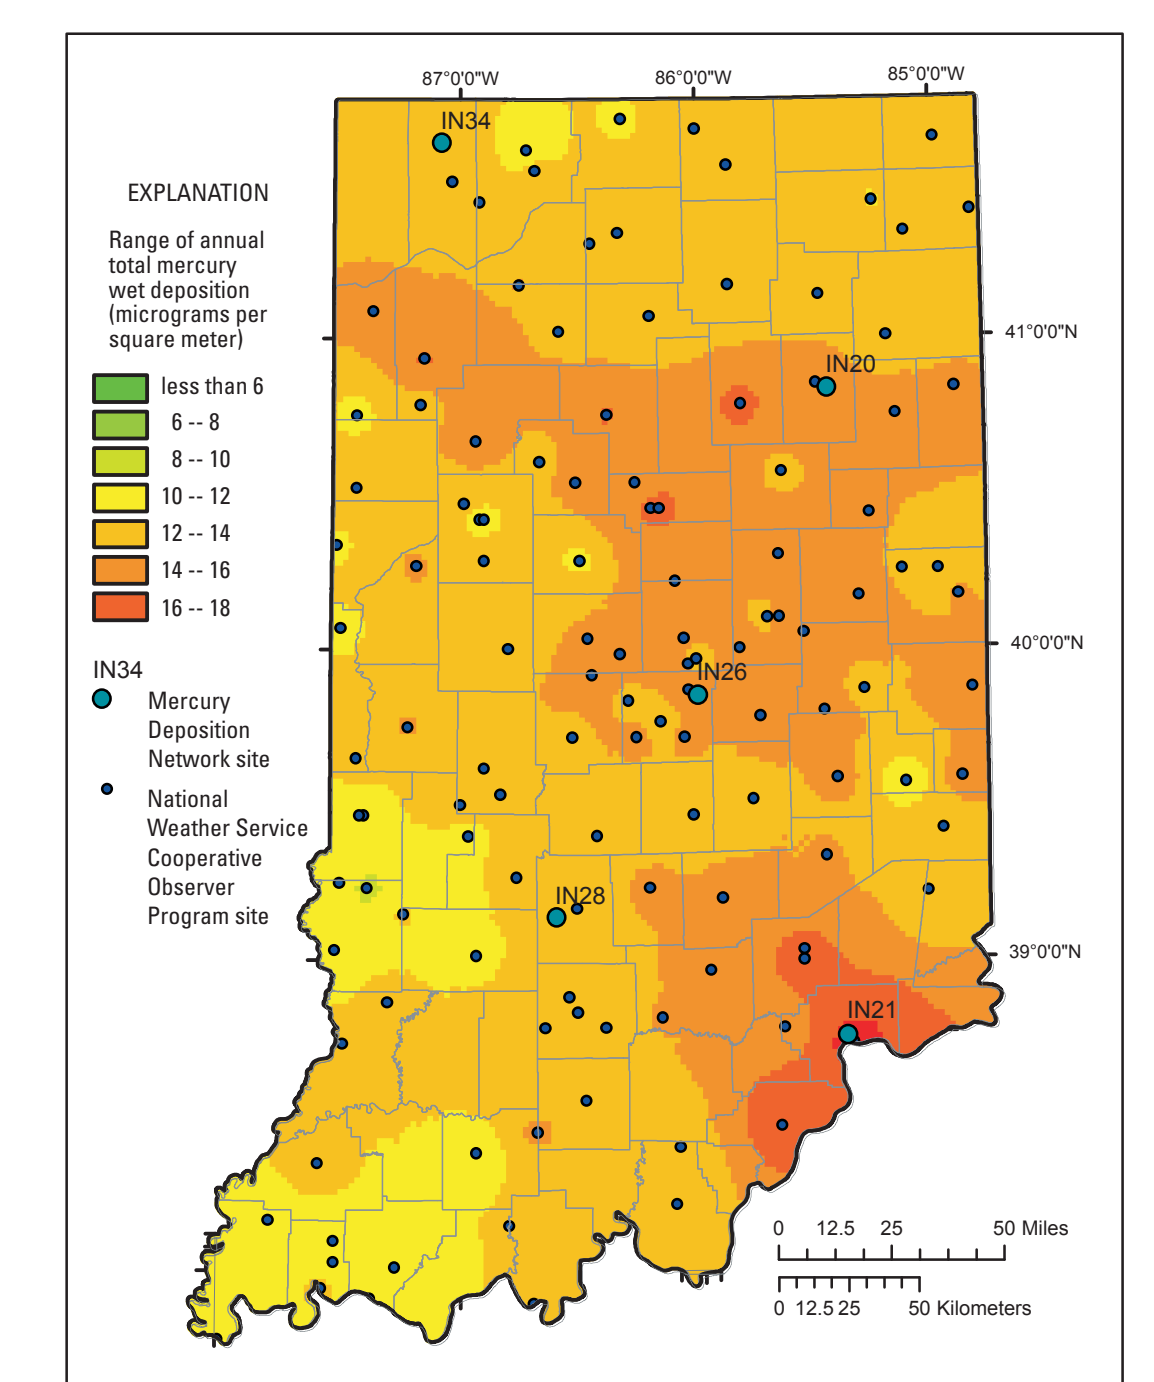 87°0'0"W
86°0'0"W
85°0'0"W
IN34
EXPLANATION
Range of annual
total mercury
wet deposition
(micrograms per
square meter)
less than 6
6 -- 8
8 -- 10
10 -- 12
12 -- 14
14 -- 16
16 -- 18
IN34
Mercury
Deposition
Network site
National
Weather Service
Cooperative
Observer
Program site
41°0'0"N
IN20
40°0'0"N
IN26
IN28
39°0'0"N
IN21
0 12.5 25 50 Miles
0 12.5 25 50 Kilometers